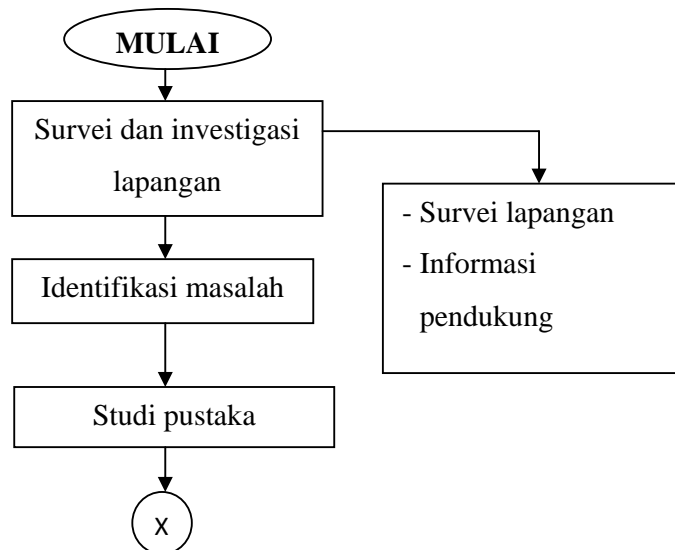 MULAI
Survei dan investigasi
lapangan
- Survei lapangan
- Informasi
pendukung
Identifikasi masalah
Studi pustaka
X